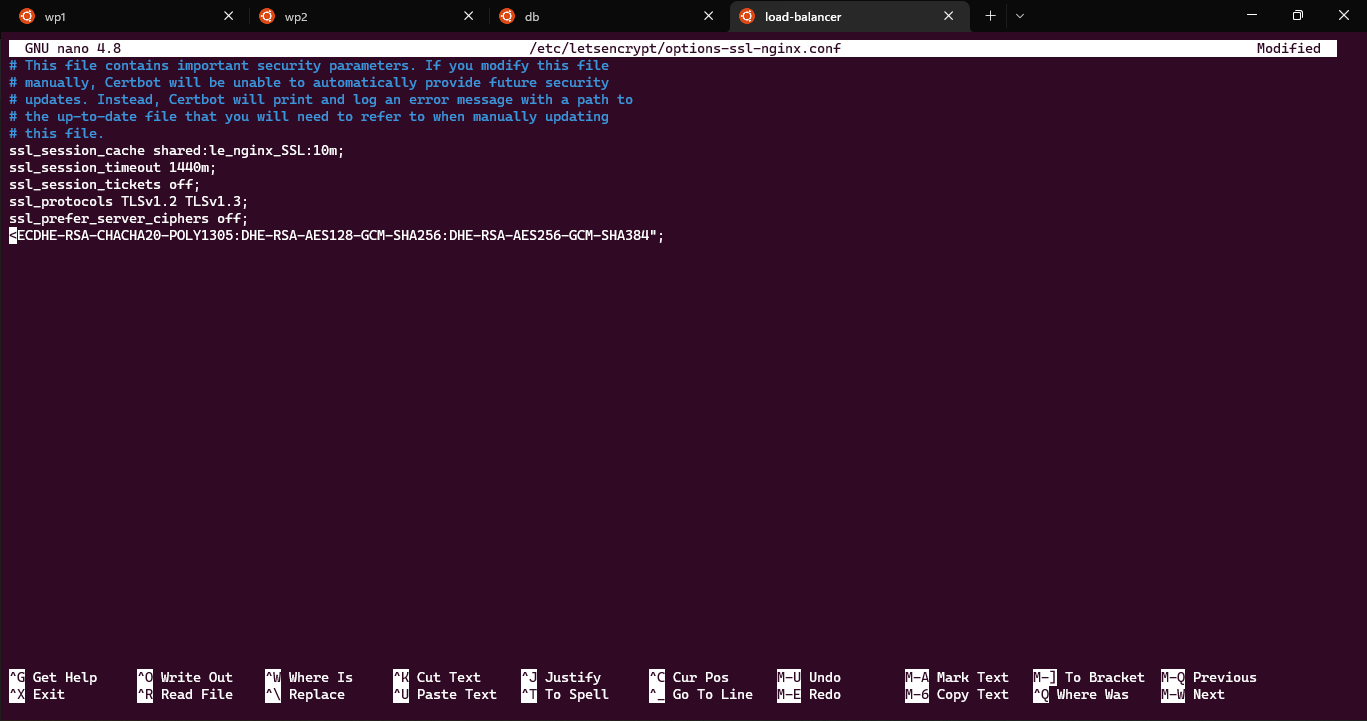 wp1 wp2 db load-balancer
GNU nano 4.8 /etc/letsencrypt/options-ssl-nginx.conf Modified
# This file contains important security parameters. If you modify this file
# manually, Certbot will be unable to automatically provide future security
# updates. Instead, Certbot will print and log an error message with a path to
# the up-to-date file that you will need to refer to when manually updating
# this file.
ssl_session_cache shared:le_nginx_SSL:10m;
ssl_session_timeout 1440m;
ssl_session_tickets off;
ssl_protocols TLSv1.2 TLSv1.3;
ssl_prefer_server_ciphers off;
<ECDHE-RSA-CHACHA20-POLY1305:DHE-RSA-AES128-GCM-SHA256:DHE-RSA-AES256-GCM-SHA384";
^G Get Help ^O Write Out ^W Where Is ^K Cut Text ^J Justify ^C Cur Pos M-U Undo M-A Mark Text M-] To Bracket M-Q Previous
^X Exit ^R Read File ^\ Replace ^U Paste Text ^T To Spell ^_ Go To Line M-E Redo M-6 Copy Text ^Q Where Was M-W Next